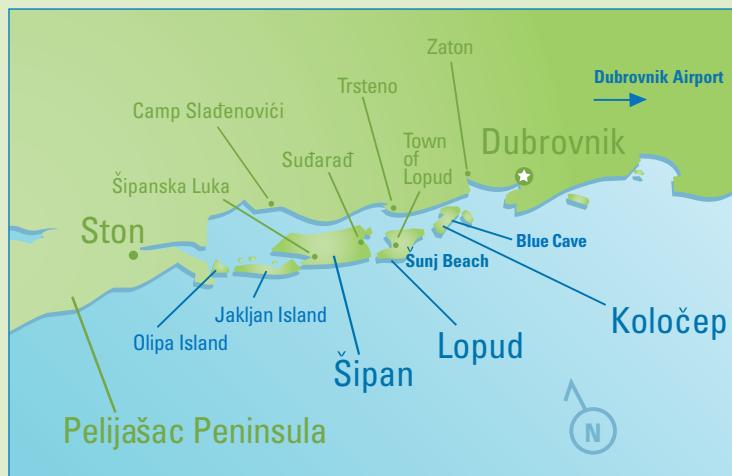 Zaton
Dubrovnik Airport
Trsteno
Camp Slađenovići
Town
of
Lopud
Dubrovnik
Suđarađ
Šipanska Luka
Ston
Blue Cave
Šunj Beach
Jakljan Island
Koločep
Olipa Island
Lopud
Šipan
Pelijašac Peninsula
N